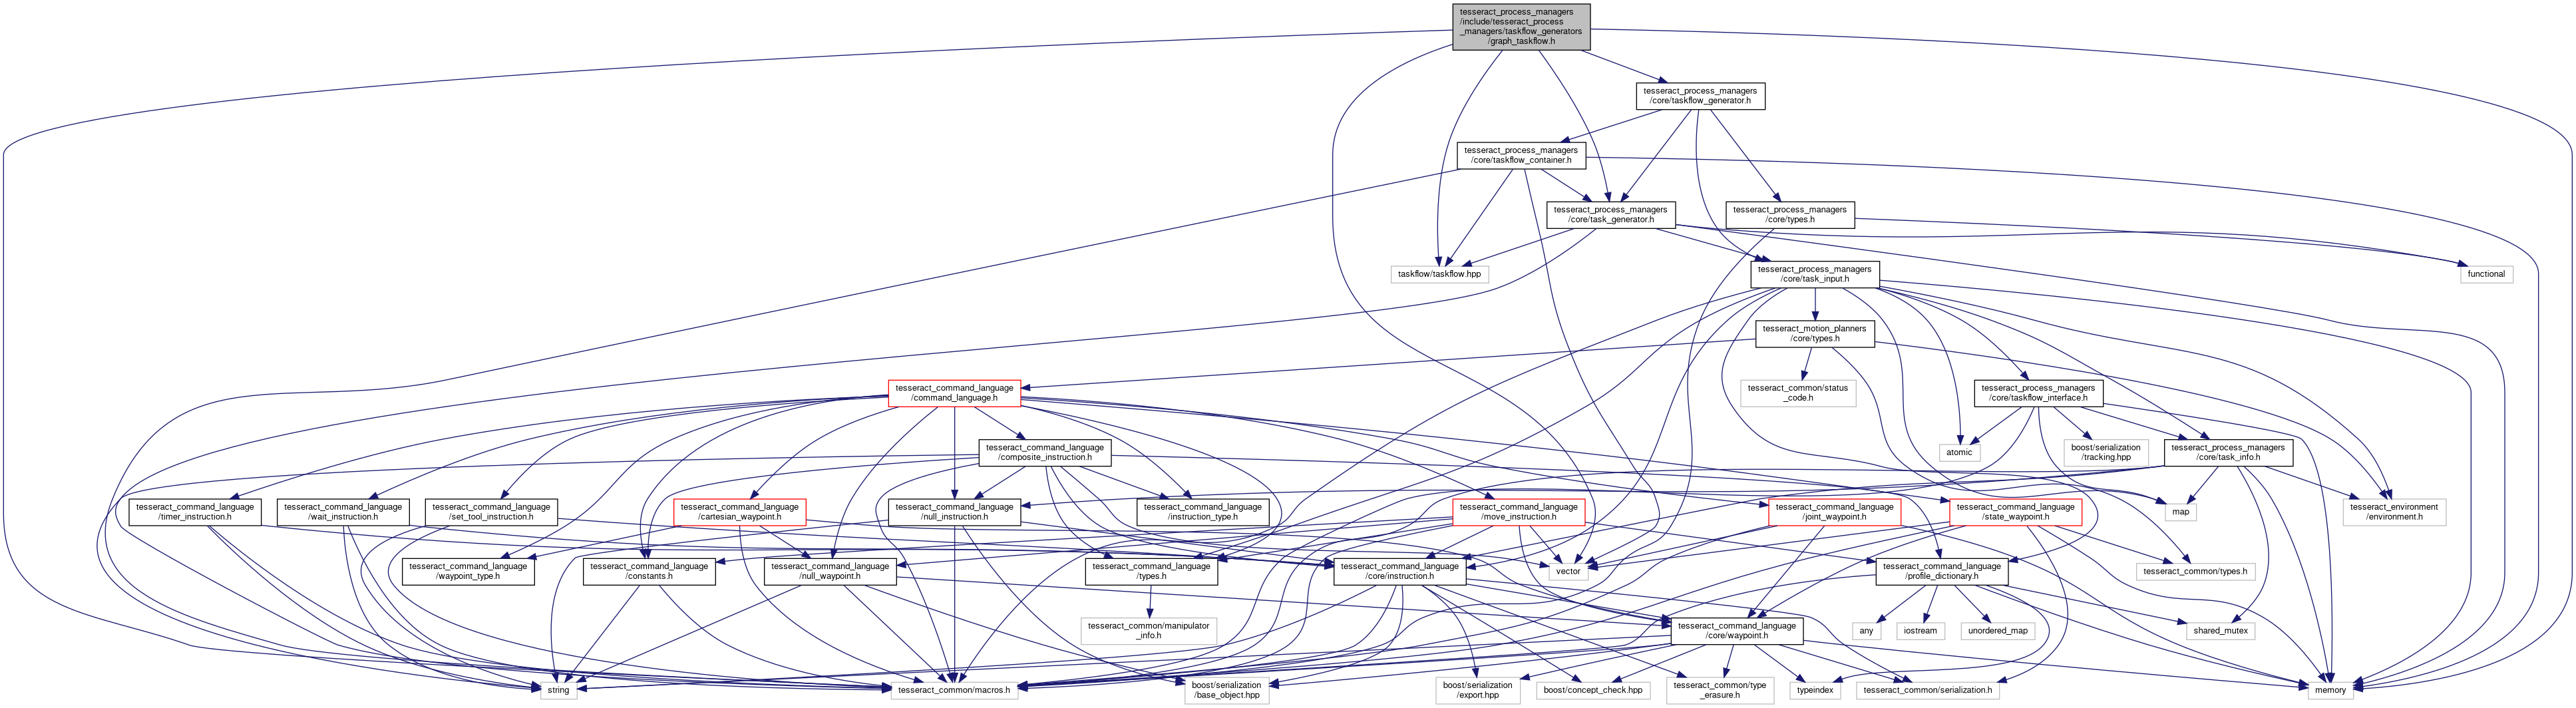 tesseract_process_managers
/include/tesseract_process
_managers/taskflow_generators
/graph_taskflow.h
tesseract_process_managers
/core/taskflow_generator.h
tesseract_process_managers
/core/taskflow_container.h
tesseract_process_managers
/core/task_generator.h
tesseract_process_managers
/core/types.h
taskflow/taskflow.hpp
tesseract_process_managers
/core/task_input.h
functional
tesseract_motion_planners
/core/types.h
tesseract_command_language
/command_language.h
tesseract_common/status
_code.h
tesseract_process_managers
/core/taskflow_interface.h
tesseract_command_language
/composite_instruction.h
atomic
boost/serialization
/tracking.hpp
tesseract_process_managers
/core/task_info.h
tesseract_command_language
/timer_instruction.h
tesseract_command_language
/wait_instruction.h
tesseract_command_language
/set_tool_instruction.h
tesseract_command_language
/cartesian_waypoint.h
tesseract_command_language
/null_instruction.h
tesseract_command_language
/instruction_type.h
tesseract_command_language
/move_instruction.h
tesseract_command_language
/joint_waypoint.h
tesseract_command_language
/state_waypoint.h
map
tesseract_environment
/environment.h
tesseract_command_language
/waypoint_type.h
tesseract_command_language
/constants.h
tesseract_command_language
/null_waypoint.h
tesseract_command_language
/types.h
tesseract_command_language
/core/instruction.h
vector
tesseract_command_language
/profile_dictionary.h
tesseract_common/types.h
tesseract_common/manipulator
_info.h
tesseract_command_language
/core/waypoint.h
any
iostream
unordered_map
shared_mutex
string
tesseract_common/macros.h
boost/serialization
/base_object.hpp
boost/serialization
/export.hpp
boost/concept_check.hpp
tesseract_common/type
_erasure.h
typeindex
tesseract_common/serialization.h
memory